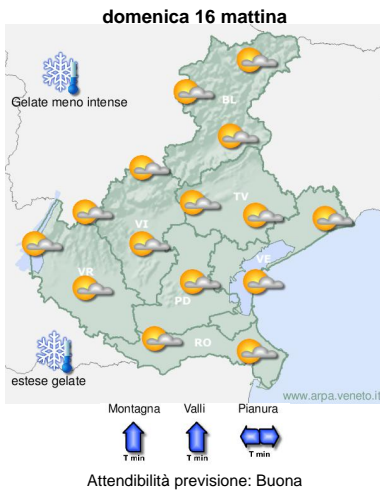 domenica 16 mattina
Gelate meno intense
BL
TV
VI
VE
VR
PD
RO
estese gelate
www.arpa.veneto.it
Montagna Valli Pianura
T min T min T min
Attendibilità previsione: Buona